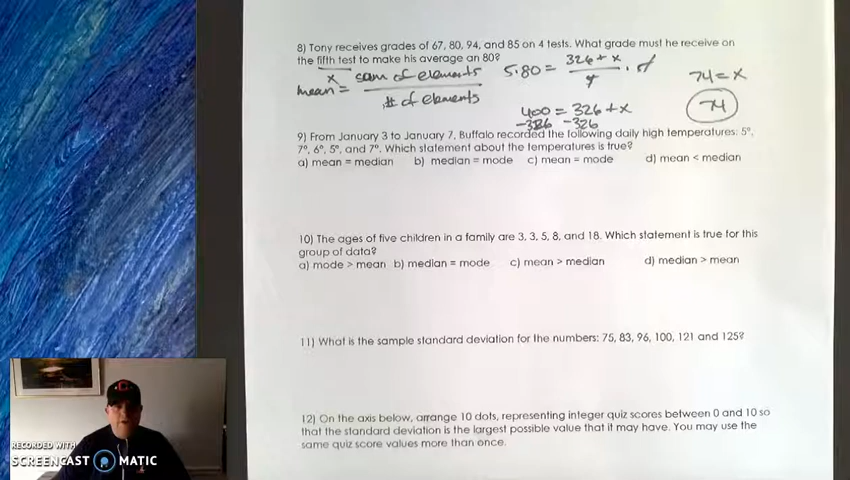 8) Tony receives grades of 67, 80, 94, and 85 on 4 tests. What grade must he receive on
the fifth test to make his average an 80?
x
mean = sum of elements / # of elements
5·80 = 326 + x /
400 = 326 + x
-326 -326
74 = x
74
9) From January 3 to January 7, Buffalo recorded the following daily high temperatures: 5°,
7°, 6°, 5°, and 7°. Which statement about the temperatures is true?
a) mean = median b) median = mode c) mean = mode d) mean < median
10) The ages of five children in a family are 3, 3, 5, 8, and 18. Which statement is true for this
group of data?
a) mode > mean b) median = mode c) mean > median d) median > mean
11) What is the sample standard deviation for the numbers: 75, 83, 96, 100, 121 and 125?
12) On the axis below, arrange 10 dots, representing integer quiz scores between 0 and 10 so
that the standard deviation is the largest possible value that it may have. You may use the
same quiz score values more than once.
RECORDED WITH
SCREENCAST MATIC